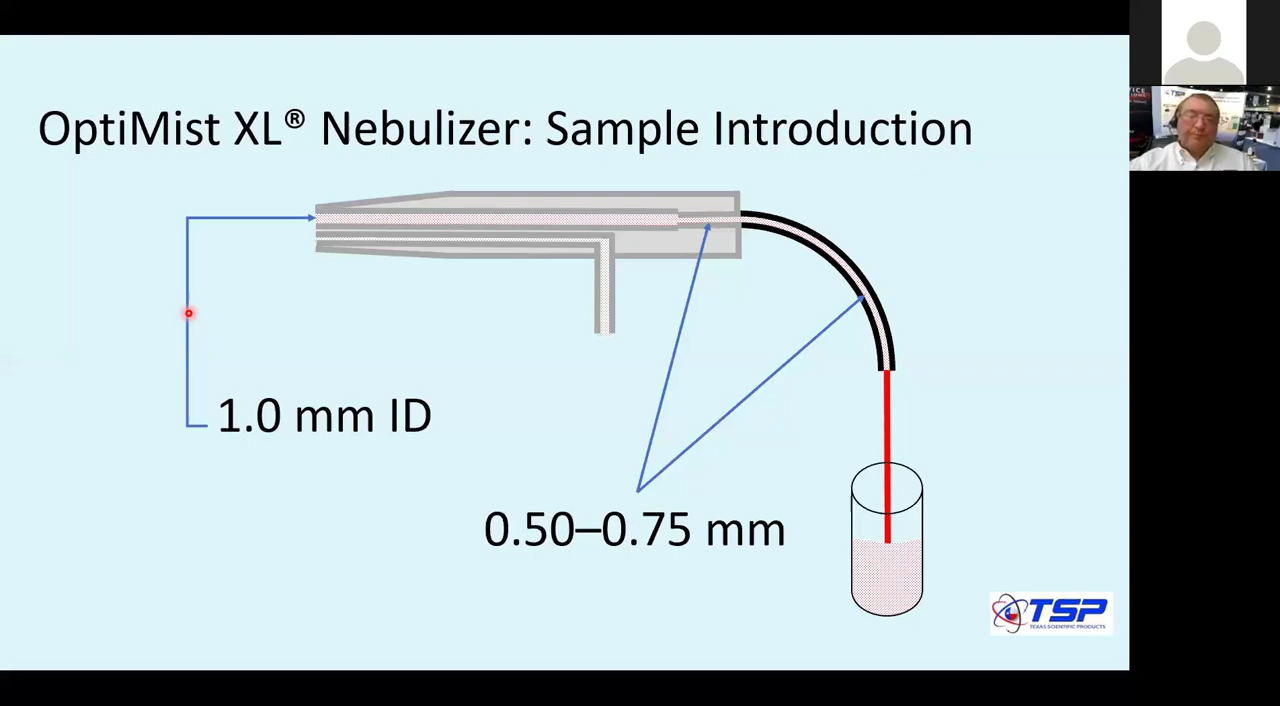 OptiMist XL® Nebulizer: Sample Introduction
1.0 mm ID
0.50–0.75 mm
TSP
TEXAS SCIENTIFIC PRODUCTS